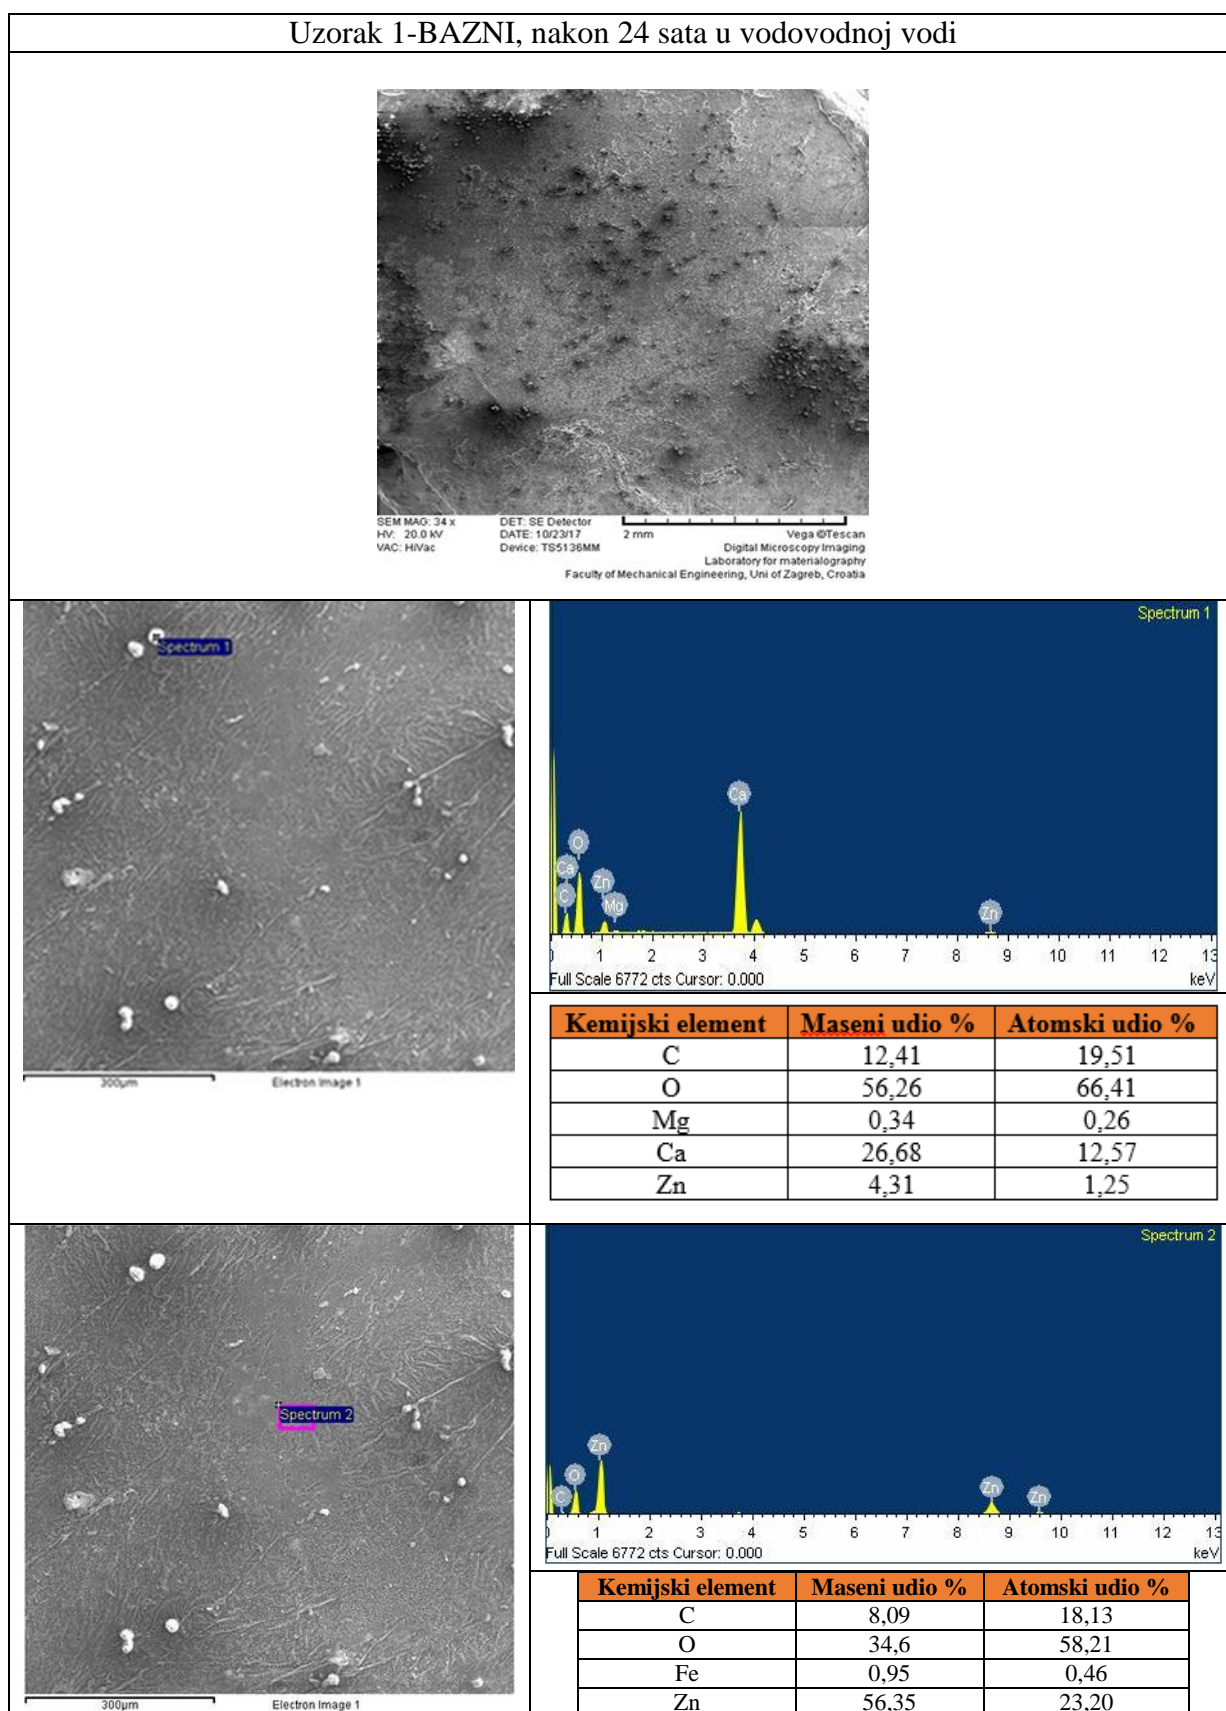 Uzorak 1-BAZNI, nakon 24 sata u vodovodnoj vodi
SEM MAG: 34 x DET: SE Detector
HV: 20.0 kV DATE: 10/23/17 2 mm Vega ©Tescan
VAC: HiVac Device: TS5136MM Digital Microscopy Imaging
Laboratory for materialography
Faculty of Mechanical Engineering, Uni of Zagreb, Croatia
Spectrum 1
300µm Electron Image 1
Spectrum 1
Ca
O
Ca Zn
C Mg Zn
0 1 2 3 4 5 6 7 8 9 10 11 12 13
Full Scale 6772 cts Cursor: 0.000 keV
Kemijski element Maseni udio % Atomski udio %
C 12,41 19,51
O 56,26 66,41
Mg 0,34 0,26
Ca 26,68 12,57
Zn 4,31 1,25
Spectrum 2
300µm Electron Image 1
Spectrum 2
Zn
O
C Zn Zn
1 2 3 4 5 6 7 8 9 10 11 12 13
Full Scale 6772 cts Cursor: 0.000 keV
Kemijski element Maseni udio % Atomski udio %
C 8,09 18,13
O 34,6 58,21
Fe 0,95 0,46
Zn 56,35 23,20